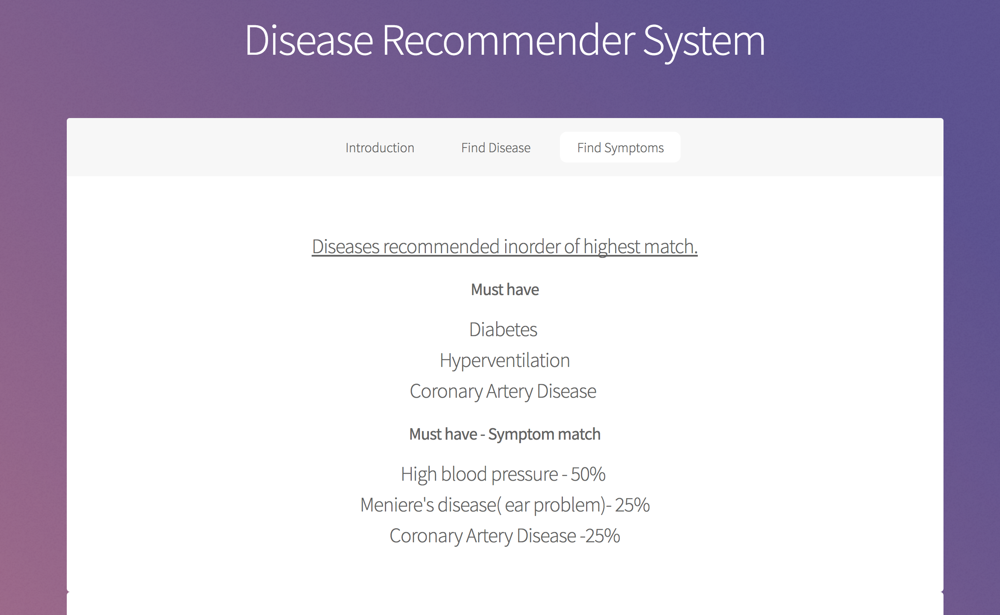 Disease Recommender System
Introduction Find Disease Find Symptoms
Diseases recommended inorder of highest match.
Must have
Diabetes
Hyperventilation
Coronary Artery Disease
Must have - Symptom match
High blood pressure - 50%
Meniere's disease( ear problem)- 25%
Coronary Artery Disease -25%